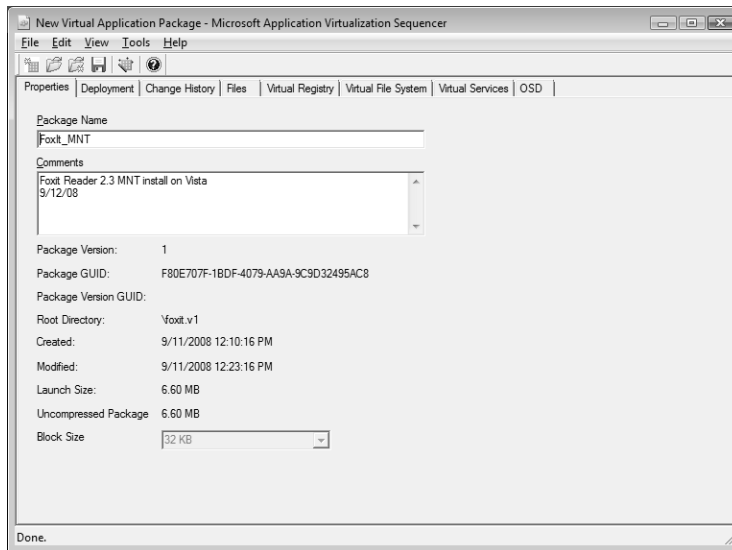 New Virtual Application Package - Microsoft Application Virtualization Sequencer
File Edit View Tools Help
Properties Deployment Change History Files Virtual Registry Virtual File System Virtual Services OSD
Package Name
FoxIt_MNT
Comments
Foxit Reader 2.3 MNT install on Vista
9/12/08
Package Version: 1
Package GUID: F80E707F-1BDF-4079-AA9A-9C9D32495AC8
Package Version GUID:
Root Directory: \foxit.v1
Created: 9/11/2008 12:10:16 PM
Modified: 9/11/2008 12:23:16 PM
Launch Size: 6.60 MB
Uncompressed Package 6.60 MB
Block Size 32 KB
Done.